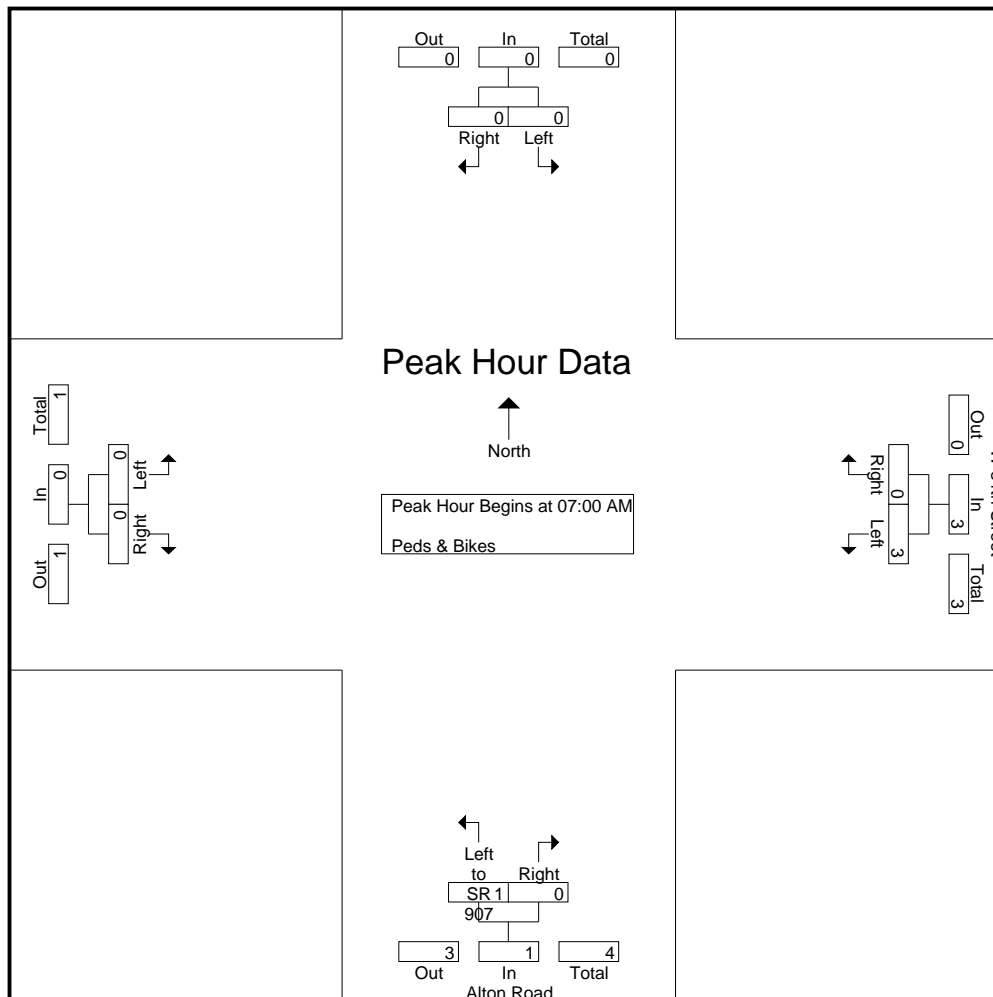 Out In Total
0 0 0
0 0
Right Left
Peak Hour Data
North
Peak Hour Begins at 07:00 AM
Peds & Bikes
Total
1
In
0
Out
1
0
Left
0
Right
Right
0
Left
3
Out
0
In
3
Total
3
Left
to Right
SR 1 0
907
3 1 4
Out In Total
Alton Road